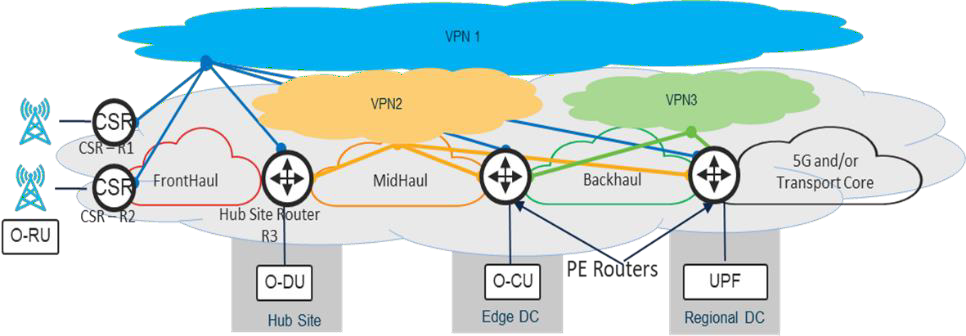 VPN 1
VPN2
VPN3
CSR
CSR – R1
CSR
CSR – R2
O-RU
FrontHaul
MidHaul
Backhaul
5G and/or
Transport Core
Hub Site Router
R3
PE Routers
O-DU
O-CU
UPF
Hub Site
Edge DC
Regional DC